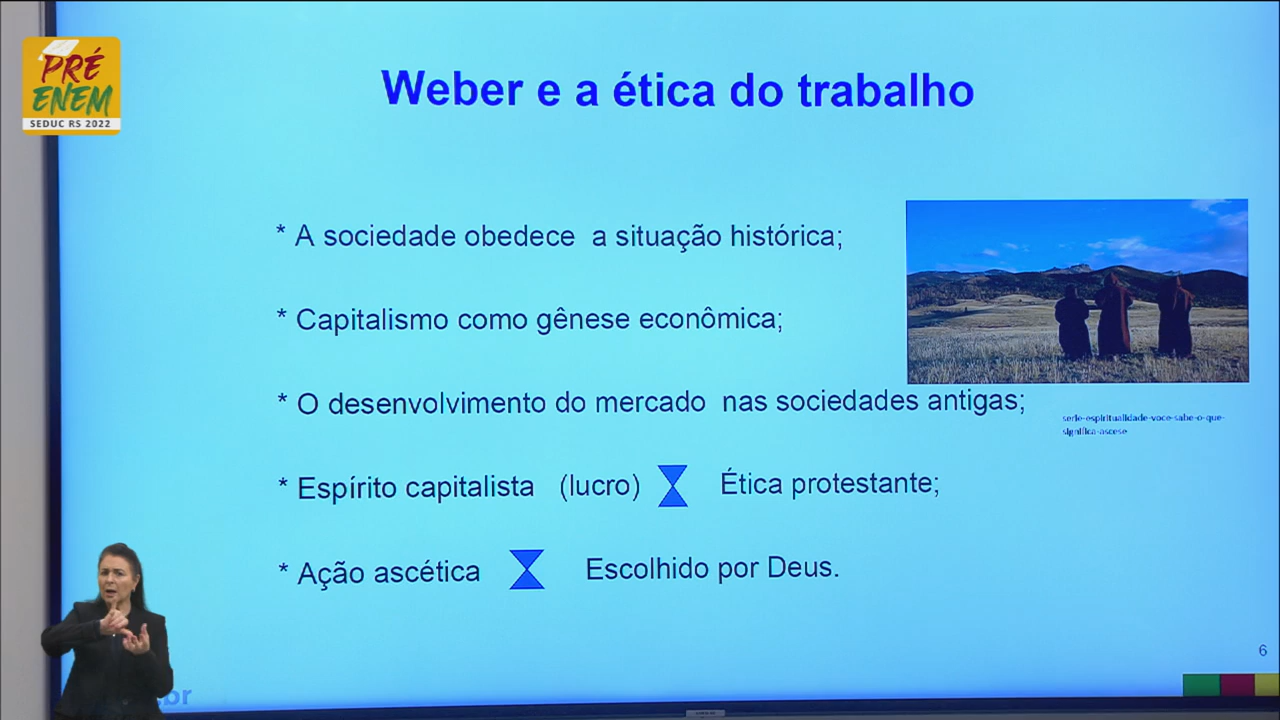 PRÉ
ENEM
SEDUC RS 2022
Weber e a ética do trabalho
* A sociedade obedece a situação histórica;
* Capitalismo como gênese econômica;
* O desenvolvimento do mercado nas sociedades antigas;
serie-espiritualidade-voce-sabe-o-que-
significa-ascese
* Espírito capitalista (lucro) Ética protestante;
* Ação ascética Escolhido por Deus.
6
br